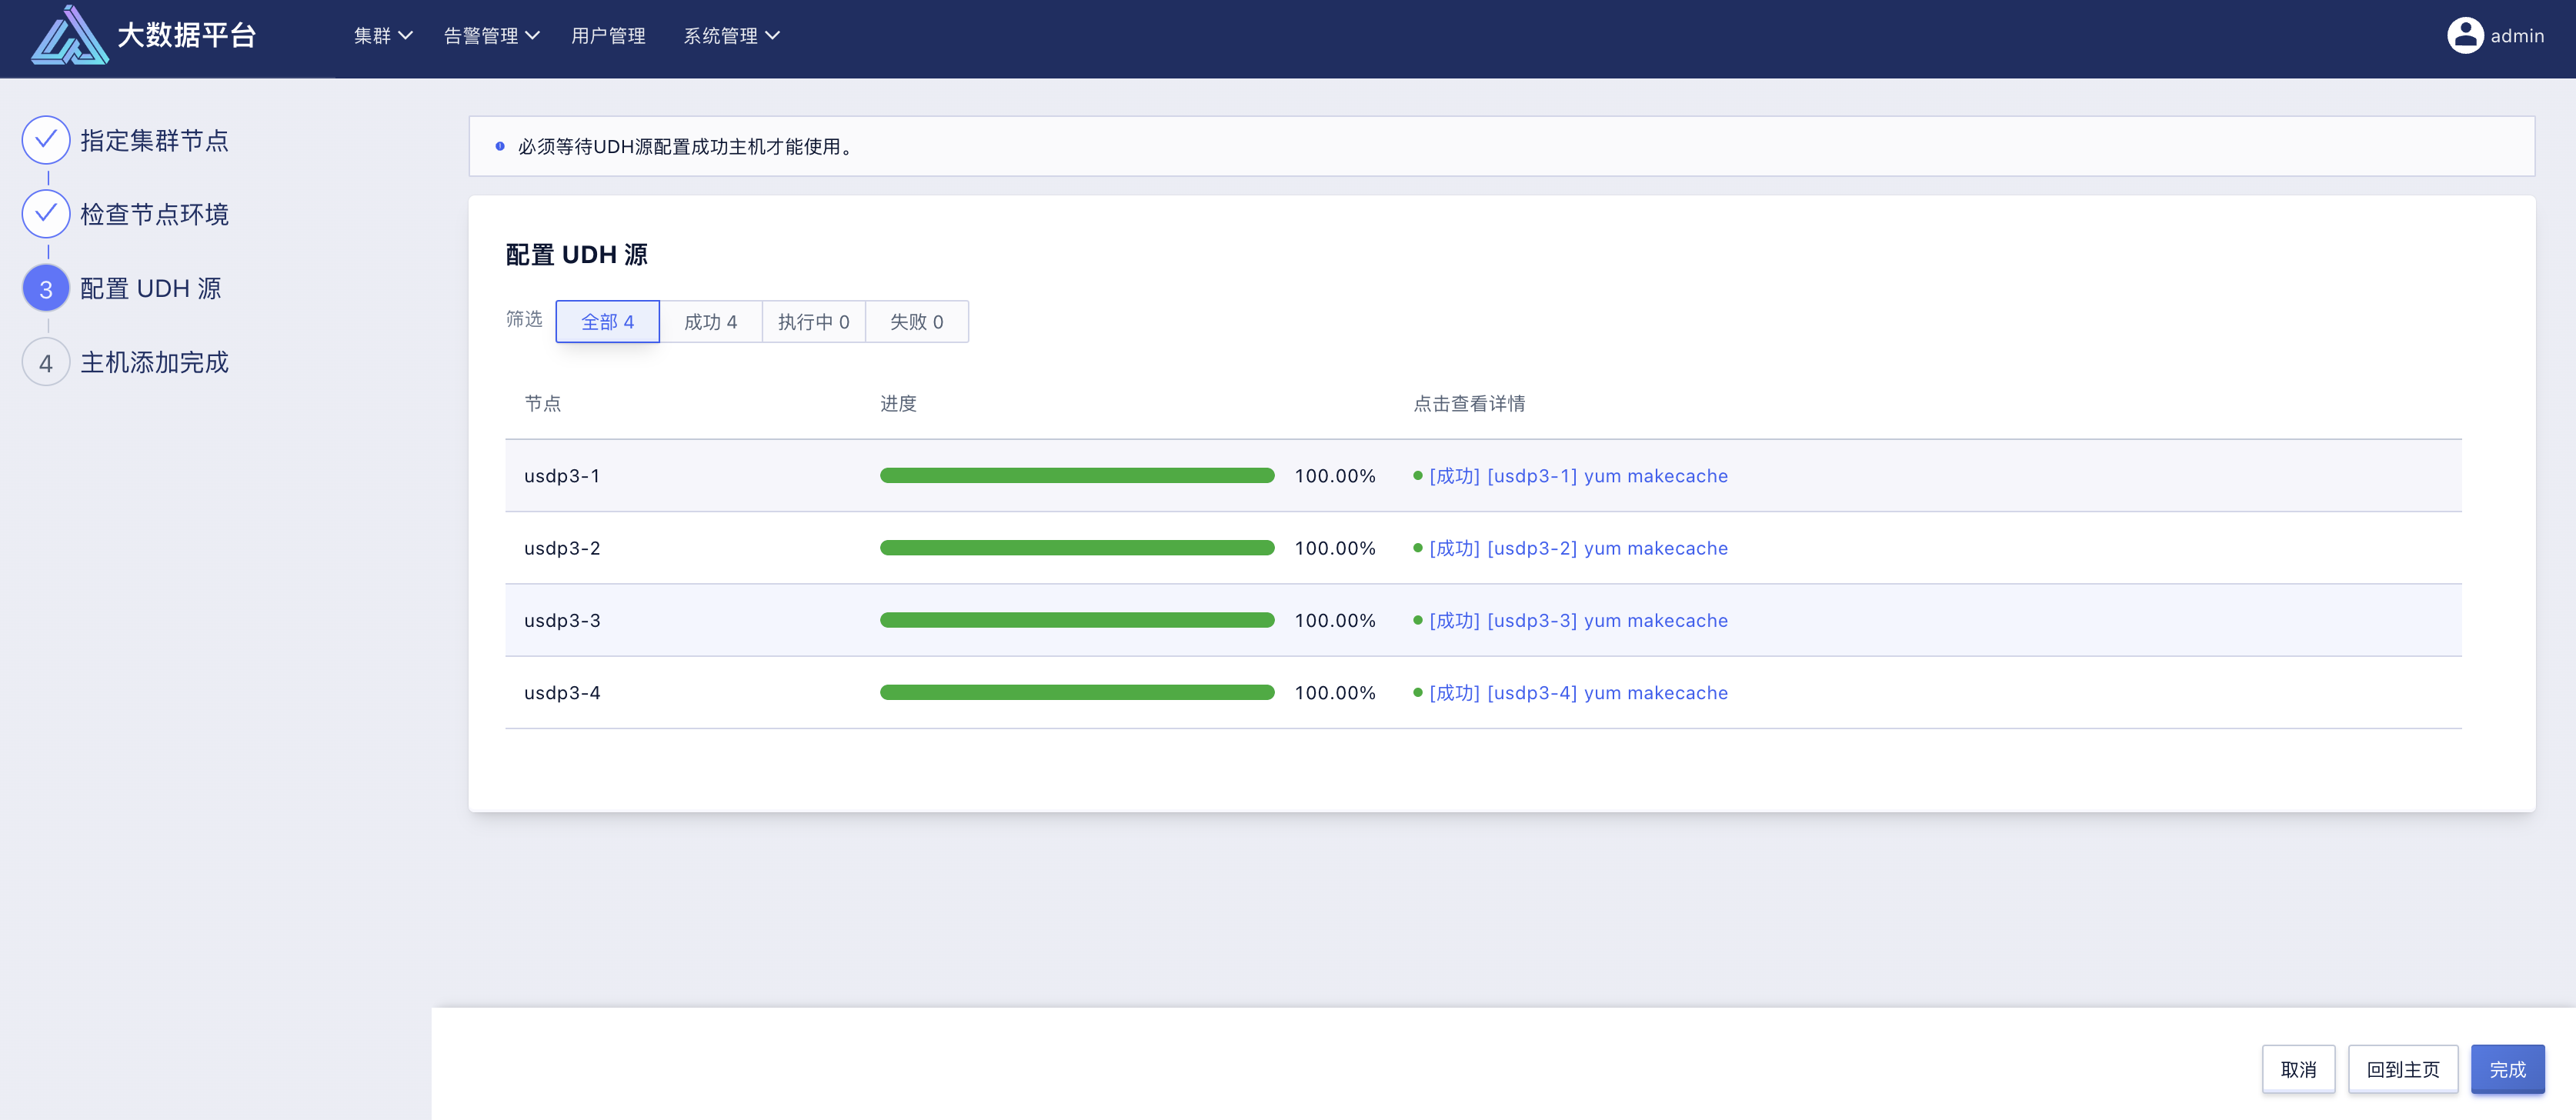 大数据平台
集群 告警管理 用户管理 系统管理
admin
指定集群节点
检查节点环境
3 配置 UDH 源
4 主机添加完成
必须等待UDH源配置成功主机才能使用。
配置 UDH 源
筛选 全部 4 成功 4 执行中 0 失败 0
节点 进度 点击查看详情
usdp3-1 100.00% [成功] [usdp3-1] yum makecache
usdp3-2 100.00% [成功] [usdp3-2] yum makecache
usdp3-3 100.00% [成功] [usdp3-3] yum makecache
usdp3-4 100.00% [成功] [usdp3-4] yum makecache
取消 回到主页 完成